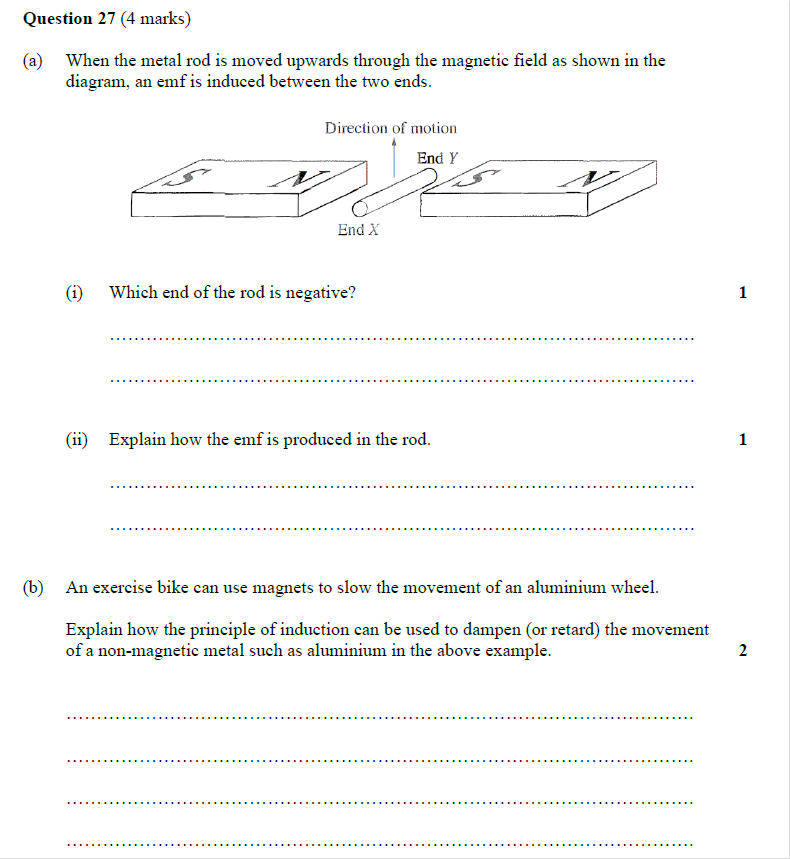 Question 27 (4 marks)
(a) When the metal rod is moved upwards through the magnetic field as shown in the
diagram, an emf is induced between the two ends.
Direction of motion
End Y
S N S N
End X
(i) Which end of the rod is negative? 1
(ii) Explain how the emf is produced in the rod. 1
(b) An exercise bike can use magnets to slow the movement of an aluminium wheel.
Explain how the principle of induction can be used to dampen (or retard) the movement
of a non-magnetic metal such as aluminium in the above example. 2